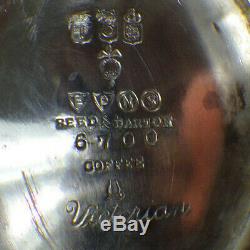 E P N S
REED & BARTON
6700
COFFEE
Victorian